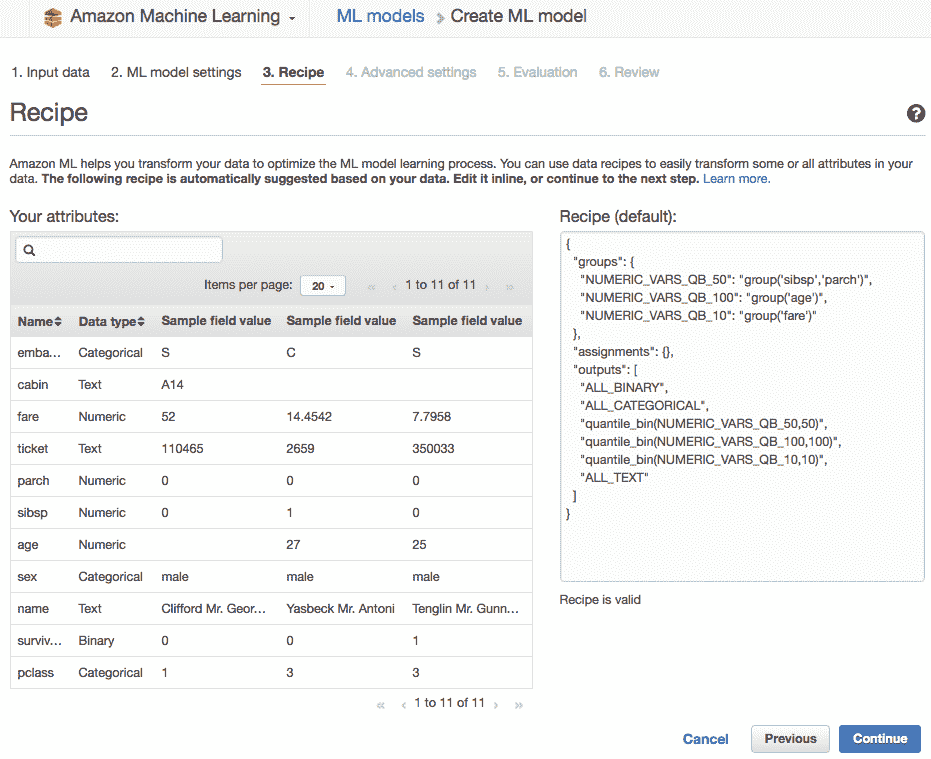 Amazon Machine Learning ML models Create ML model
1. Input data 2. ML model settings 3. Recipe 4. Advanced settings 5. Evaluation 6. Review
Recipe
?
Amazon ML helps you transform your data to optimize the ML model learning process. You can use data recipes to easily transform some or all attributes in your
data. The following recipe is automatically suggested based on your data. Edit it inline, or continue to the next step. Learn more.
Your attributes:
Items per page: 20 « ‹ 1 to 11 of 11 › »
Name Data type Sample field value Sample field value Sample field value
emba... Categorical S C S
cabin Text A14
fare Numeric 52 14.4542 7.7958
ticket Text 110465 2659 350033
parch Numeric 0 0 0
sibsp Numeric 0 1 0
age Numeric 27 25
sex Categorical male male male
name Text Clifford Mr. Geor... Yasbeck Mr. Antoni Tenglin Mr. Gunn...
surviv... Binary 0 0 1
pclass Categorical 1 3 3
« ‹ 1 to 11 of 11 › »
Recipe (default):
{
"groups": {
"NUMERIC_VARS_QB_50": "group('sibsp','parch')",
"NUMERIC_VARS_QB_100": "group('age')",
"NUMERIC_VARS_QB_10": "group('fare')"
},
"assignments": {},
"outputs": [
"ALL_BINARY",
"ALL_CATEGORICAL",
"quantile_bin(NUMERIC_VARS_QB_50,50)",
"quantile_bin(NUMERIC_VARS_QB_100,100)",
"quantile_bin(NUMERIC_VARS_QB_10,10)",
"ALL_TEXT"
]
}
Recipe is valid
Cancel Previous Continue